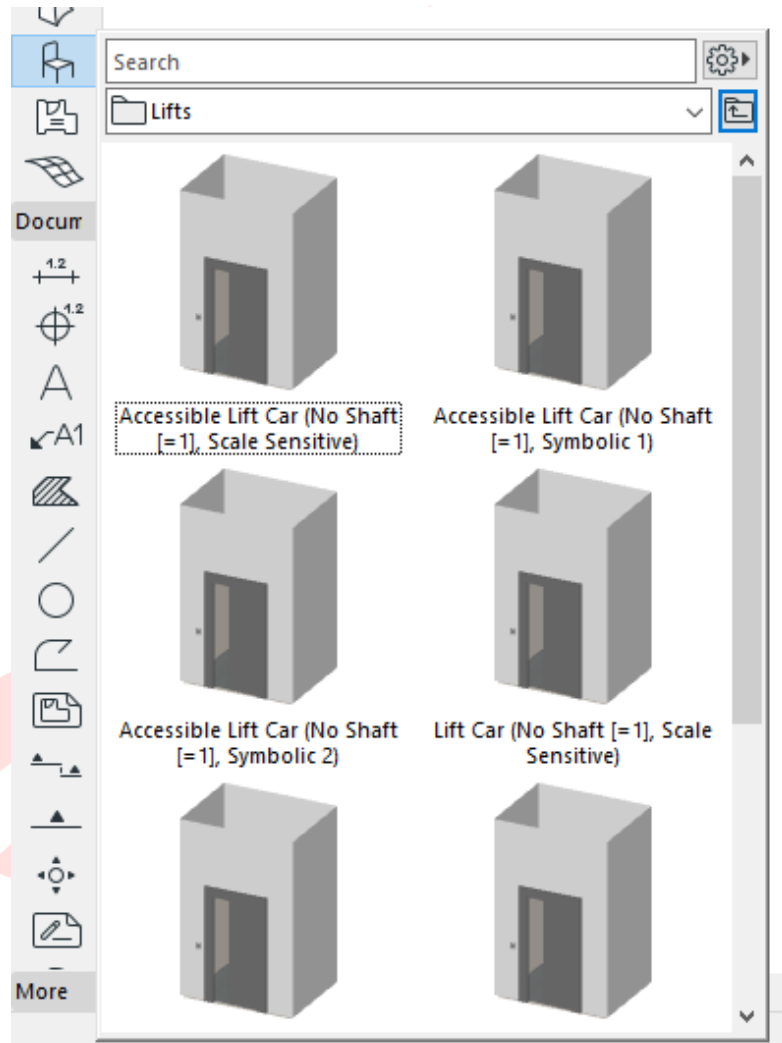 Search
Lifts
Docum
1.2
1.2
A
A1
More
Accessible Lift Car (No Shaft
[=1], Scale Sensitive)
Accessible Lift Car (No Shaft
[=1], Symbolic 1)
Accessible Lift Car (No Shaft
[=1], Symbolic 2)
Lift Car (No Shaft [=1], Scale
Sensitive)